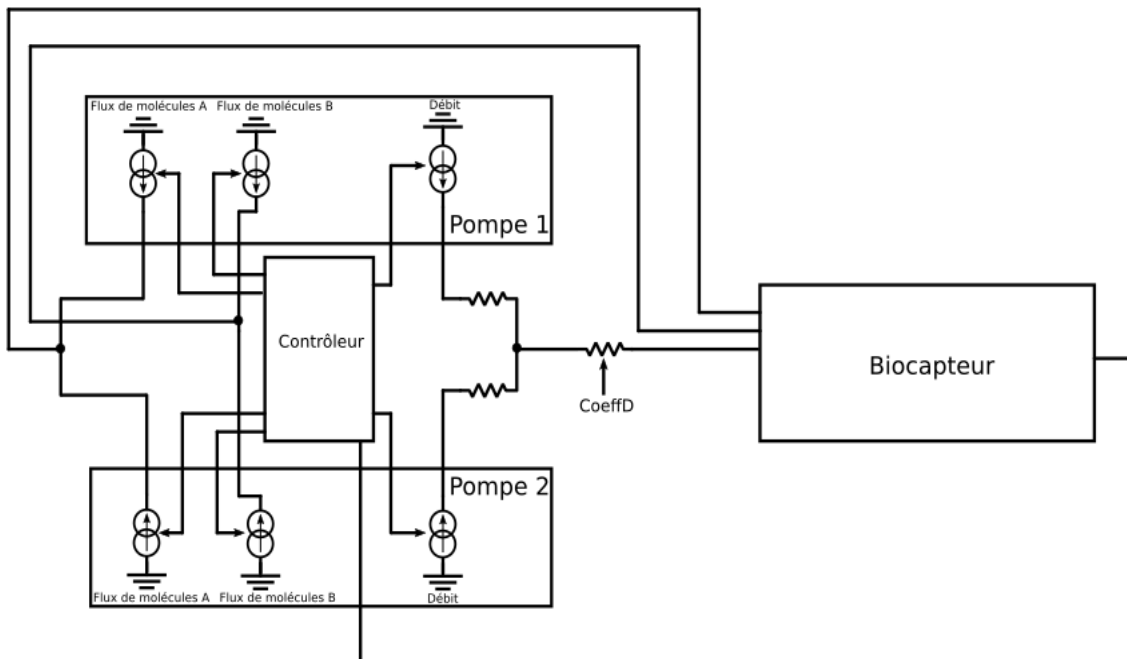 Flux de molécules A
Flux de molécules B
Débit
Pompe 1
Contrôleur
Biocapteur
CoeffD
Pompe 2
Flux de molécules A
Flux de molécules B
Débit